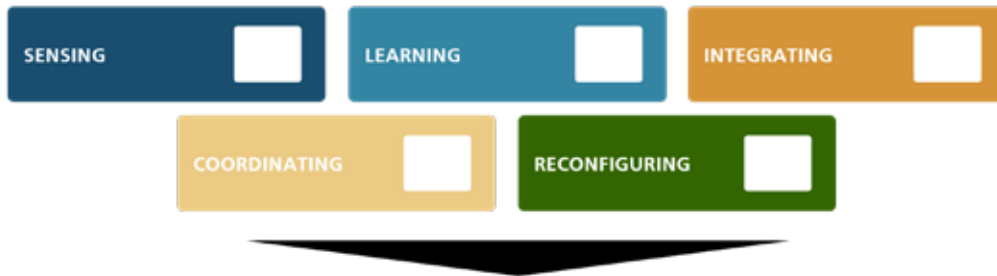 SENSING
LEARNING
INTEGRATING
COORDINATING
RECONFIGURING